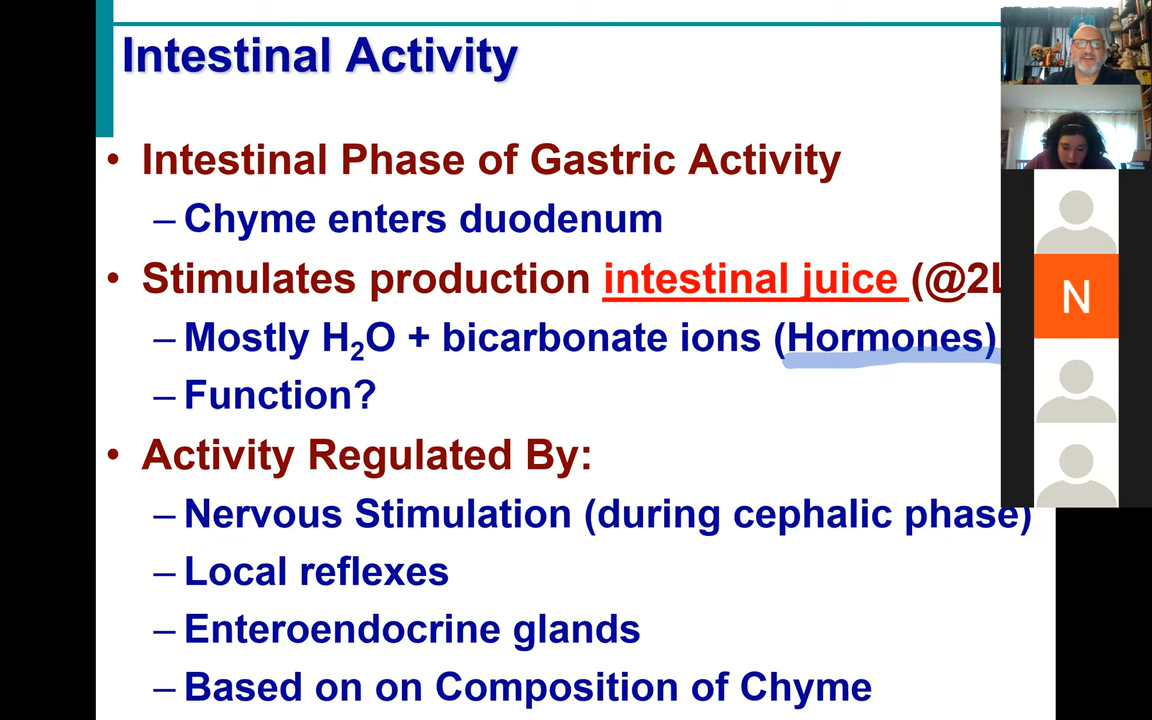 Intestinal Activity
• Intestinal Phase of Gastric Activity
– Chyme enters duodenum
• Stimulates production intestinal juice (@2L
– Mostly H₂O + bicarbonate ions (Hormones)
– Function?
• Activity Regulated By:
– Nervous Stimulation (during cephalic phase)
– Local reflexes
– Enteroendocrine glands
– Based on on Composition of Chyme
N